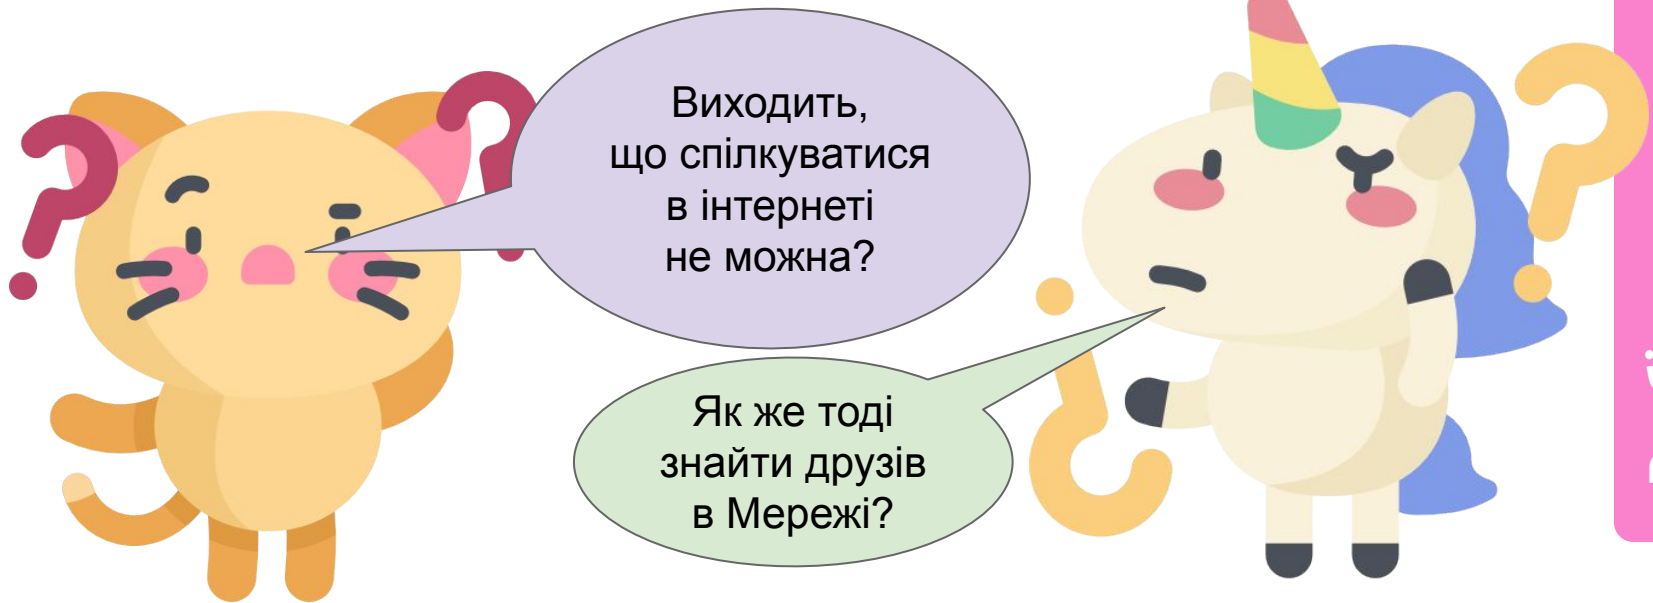 Виходить,
що спілкуватися
в інтернеті
не можна?
Як же тоді
знайти друзів
в Мережі?